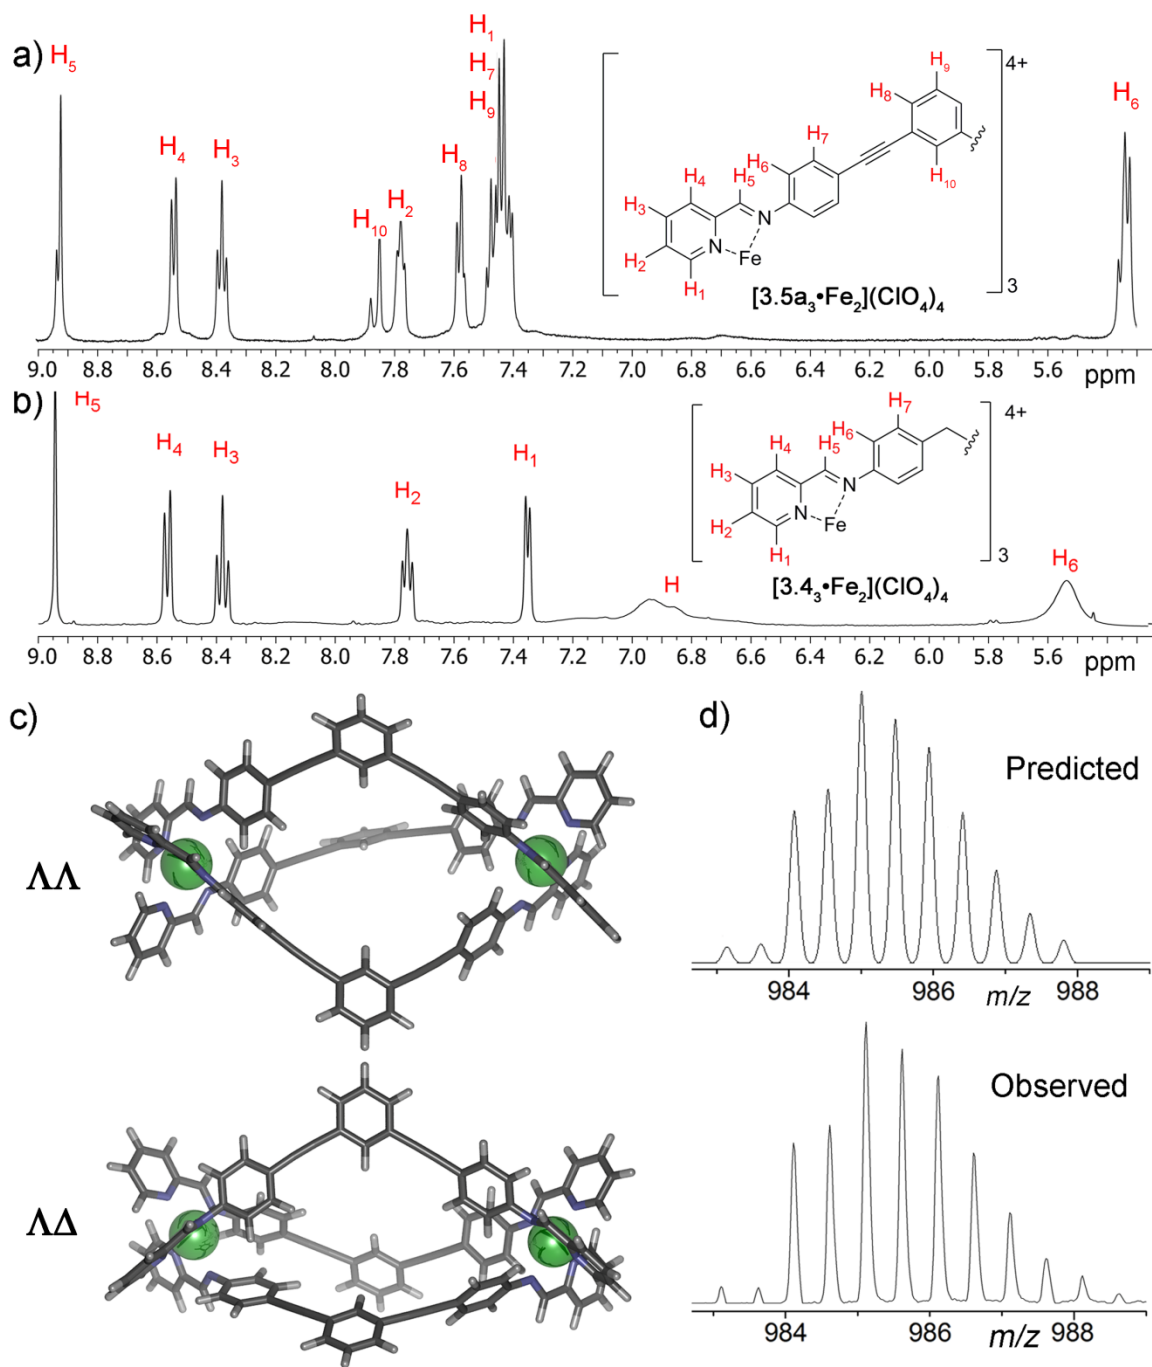 a)
H5
H4
H3
H10
H2
H8
H1
H7
H9
H6
H9
H8
H7
H6
H10
H5
H4
H3
N
N
H2
Fe
H1
4+
3
[3.5a3•Fe2](ClO4)4
9.0 8.8 8.6 8.4 8.2 8.0 7.8 7.6 7.4 7.2 7.0 6.8 6.6 6.4 6.2 6.0 5.8 5.6 ppm
b)
H5
H4
H3
H2
H1
H
H6
H7
H6
H5
H4
H3
N
N
H2
Fe
H1
4+
3
[3.43•Fe2](ClO4)4
9.0 8.8 8.6 8.4 8.2 8.0 7.8 7.6 7.4 7.2 7.0 6.8 6.6 6.4 6.2 6.0 5.8 5.6 ppm
c)
ΛΛ
ΛΔ
d)
Predicted
984 986 988
m/z
Observed
984 986 988
m/z